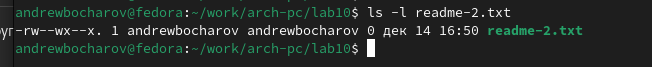 andrewbocharov@fedora:~/work/arch-pc/lab10$ ls -l readme-2.txt
-rw--wx--x. 1 andrewbocharov andrewbocharov 0 дек 14 16:50 readme-2.txt
andrewbocharov@fedora:~/work/arch-pc/lab10$